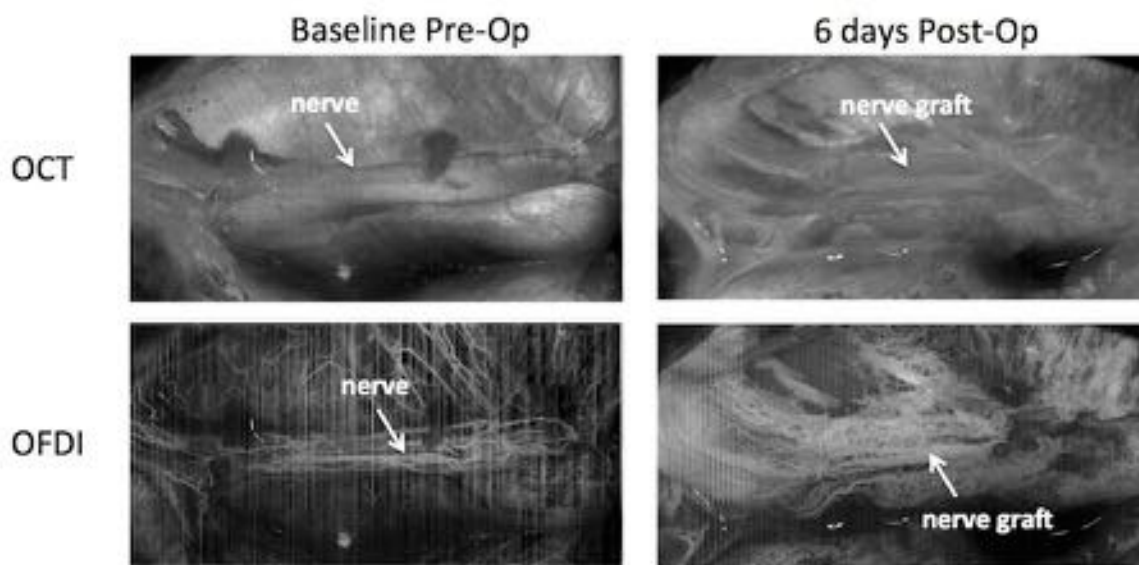 Baseline Pre-Op
6 days Post-Op
OCT
nerve
nerve graft
OFDI
nerve
nerve graft